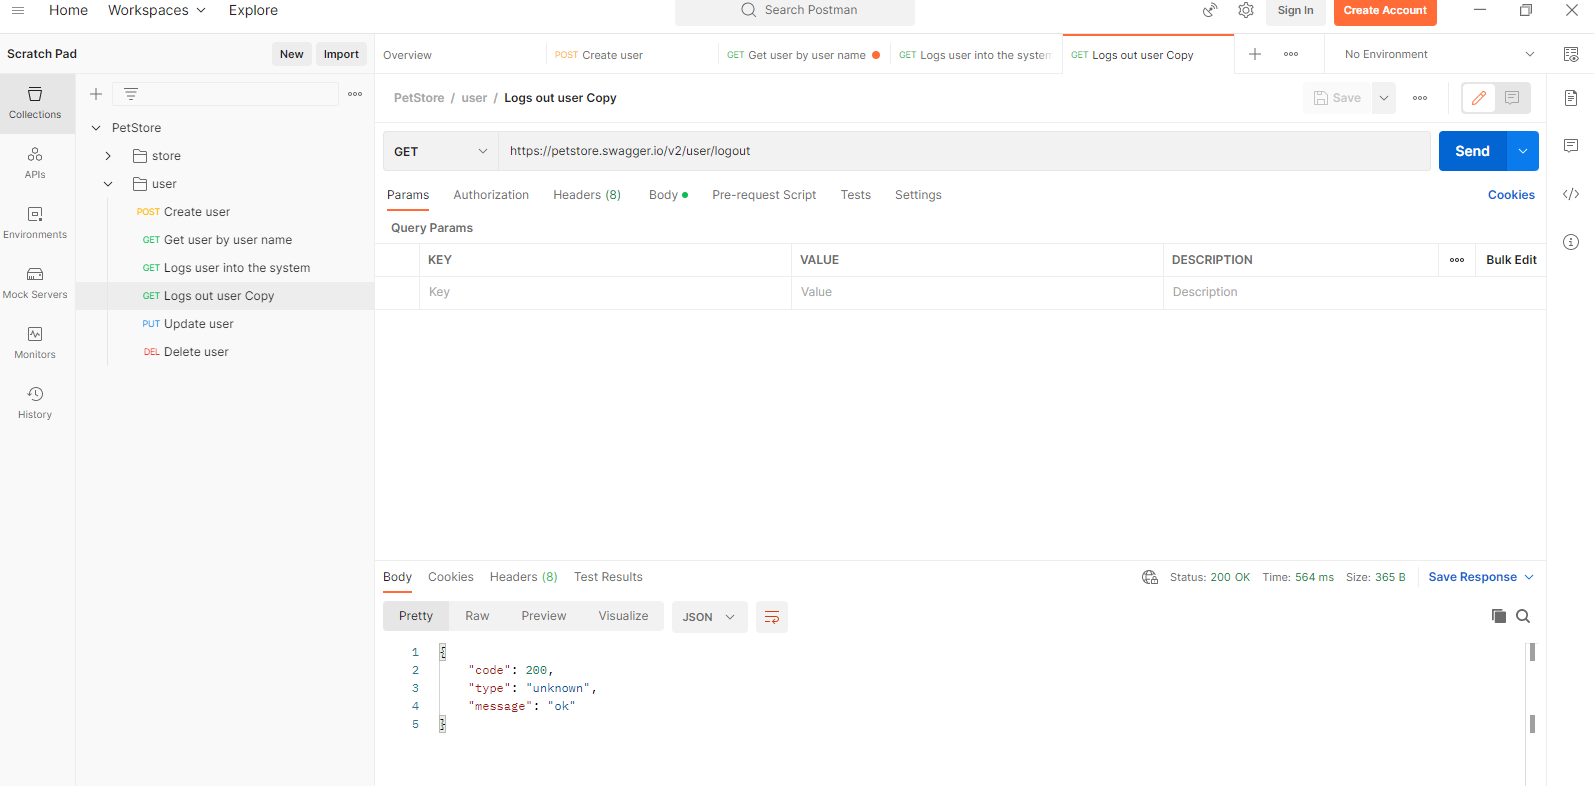 Home Workspaces Explore Search Postman Sign In Create Account
Scratch Pad New Import
Overview POST Create user GET Get user by user name GET Logs user into the system GET Logs out user Copy No Environment
Collections
APIs
Environments
Mock Servers
Monitors
History
PetStore
store
user
POST Create user
GET Get user by user name
GET Logs user into the system
GET Logs out user Copy
PUT Update user
DEL Delete user
PetStore / user / Logs out user Copy Save
GET https://petstore.swagger.io/v2/user/logout Send
Params Authorization Headers (8) Body Pre-request Script Tests Settings Cookies
Query Params
KEY VALUE DESCRIPTION Bulk Edit
Key Value Description
Body Cookies Headers (8) Test Results Status: 200 OK Time: 564 ms Size: 365 B Save Response
Pretty Raw Preview Visualize JSON
1 {
2 "code": 200,
3 "type": "unknown",
4 "message": "ok"
5 }